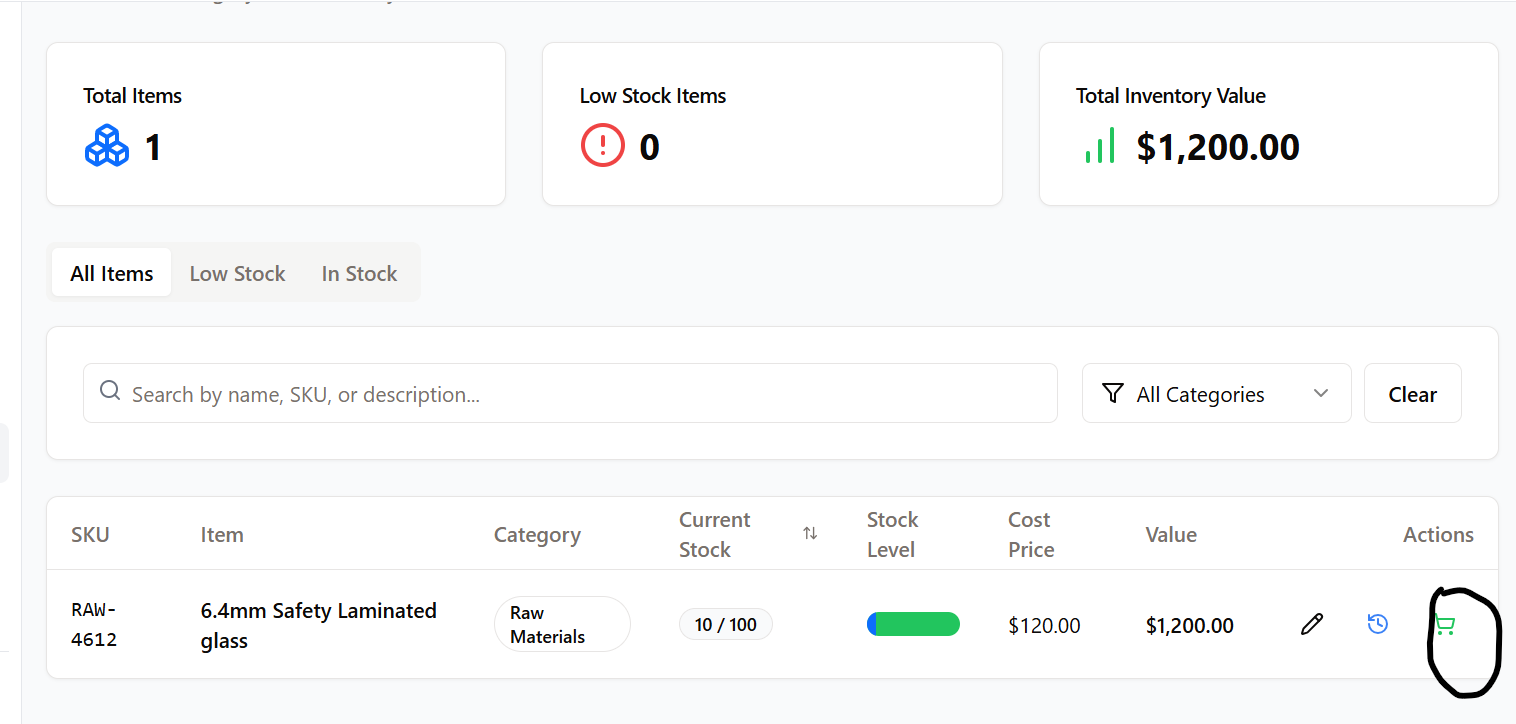 Total Items
1
Low Stock Items
0
Total Inventory Value
$1,200.00
All Items
Low Stock
In Stock
Search by name, SKU, or description...
All Categories
Clear
SKU
Item
Category
Current
Stock
Stock
Level
Cost
Price
Value
Actions
RAW-
4612
6.4mm Safety Laminated
glass
Raw
Materials
10 / 100
$120.00
$1,200.00